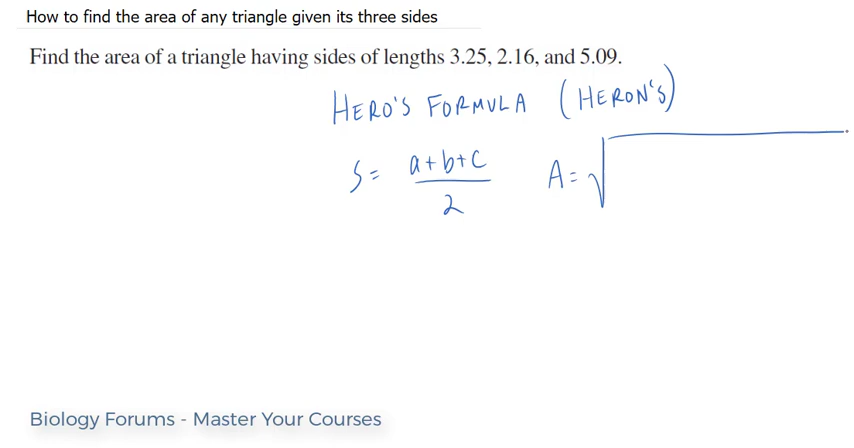 How to find the area of any triangle given its three sides
Find the area of a triangle having sides of lengths 3.25, 2.16, and 5.09.
HERO'S FORMULA (HERON'S)
S = a+b+c / 2 A = √
Biology Forums - Master Your Courses